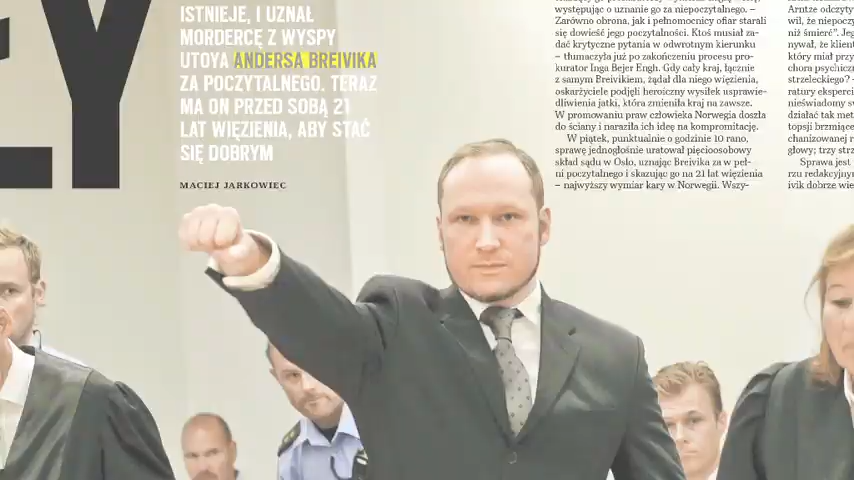 ŁY
ISTNIEJE, I UZNAŁ
MORDERCĘ Z WYSPY
UTOYA ANDERSA BREIVIKA
ZA POCZYTALNEGO. TERAZ
MA ON PRZED SOBĄ 21
LAT WIĘZIENIA, ABY STAĆ
SIĘ DOBRYM
MACIEJ JARKOWIEC
występując o uznanie go za niepoczytalnego. –
Zarówno obrona, jak i pełnomocnicy ofiar starali
się dowieść jego poczytalności. Ktoś musiał za-
dać krytyczne pytania w odwrotnym kierunku
– tłumaczyła już po zakończeniu procesu pro-
kurator Inga Bejer Engh. Gdy cały kraj, łącznie
z samym Breivikiem, żądał dla niego więzienia,
oskarżyciele podjęli heroiczny wysiłek usprawie-
dliwienia jatki, która zmieniła kraj na zawsze.
W promowaniu praw człowieka Norwegia doszła
do ściany i naraziła ich ideę na kompromitację.
W piątek, punktualnie o godzinie 10 rano,
sprawę jednogłośnie uratował pięcioosobowy
skład sądu w Oslo, uznając Breivika za w peł-
ni poczytalnego i skazując go na 21 lat więzienia
– najwyższy wymiar kary w Norwegii. Wszy-
Arntze odczyty
wił, że niepoczy
niż śmierć”. Jeg
nywał, że klient
który miał przy
chora psychicz
strzeleckiego? –
ratury eksperci
nieświadomy s
działać tak met
topsji brzmiące
chanizowanej r
głowy; trzy strz
Sprawa jest
rzu redakcyjnym
ivik dobrze wie